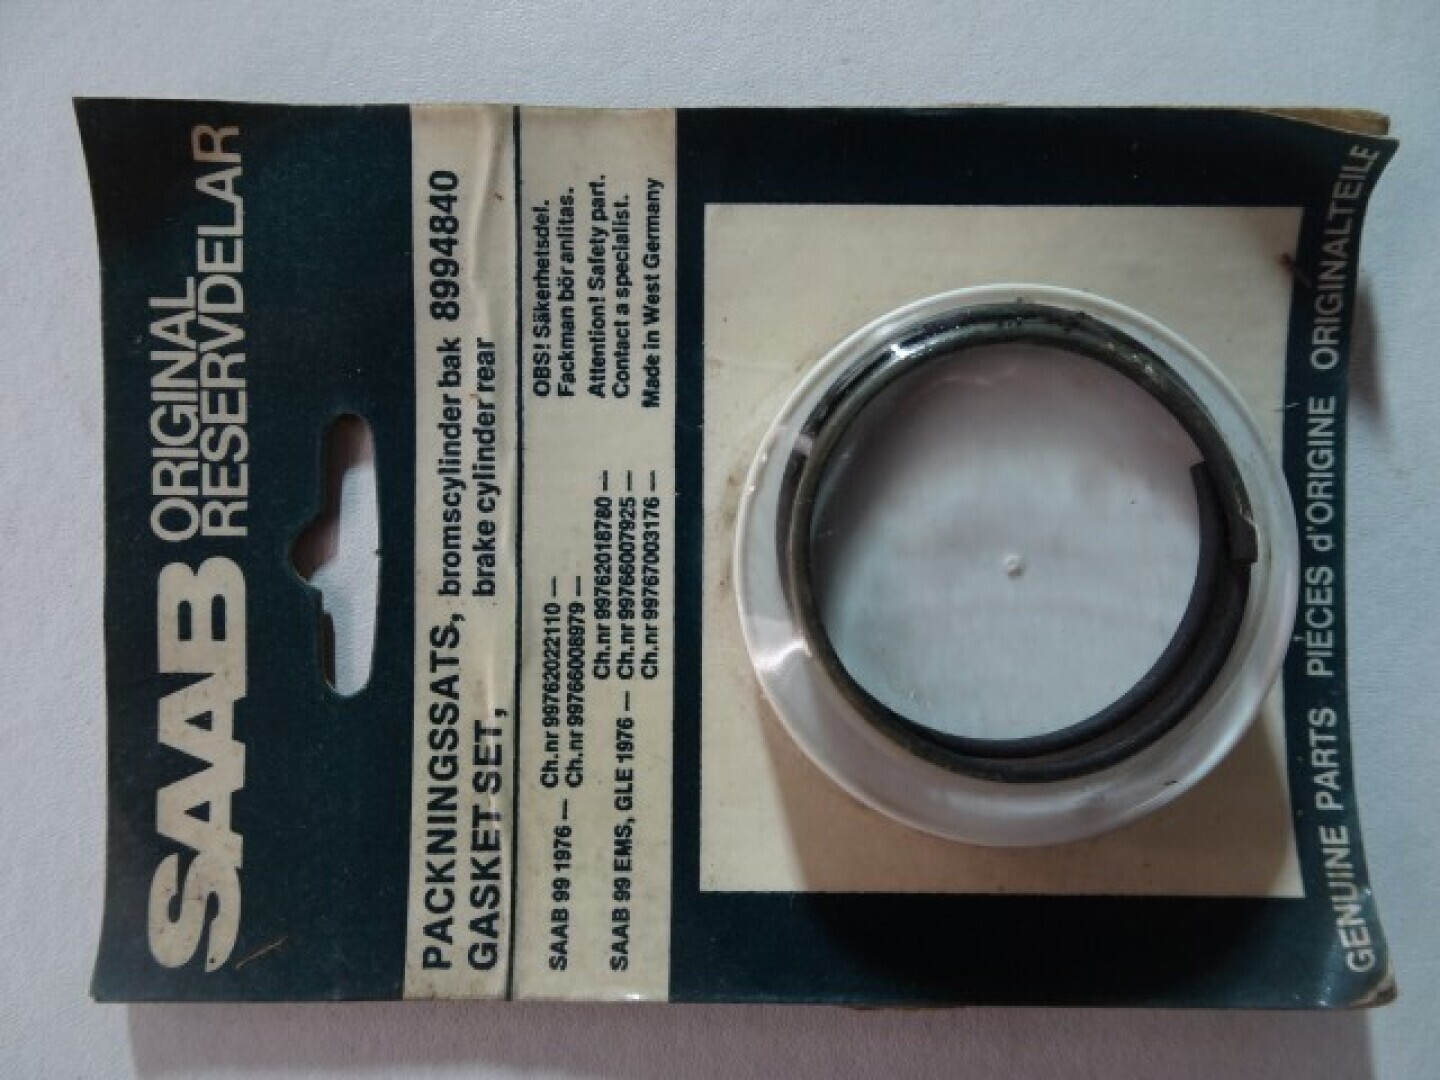 SAAB ORIGINAL
RESERVDELAR
PACKNINGSSATS, bromscylinder bak 8994840
GASKET SET, brake cylinder rear
SAAB 99 1976 — Ch.nr 99762022110 —
Ch.nr 99766008979 —
Ch.nr 99762018780 —
SAAB 99 EMS, GLE 1976 — Ch.nr 99766007925 —
Ch.nr 99767003176 —
OBS! Säkerhetsdel.
Fackman bör anlitas.
Attention! Safety part.
Contact a specialist.
Made in West Germany
GENUINE PARTS PIÈCES d'ORIGINE ORIGINALTEILE